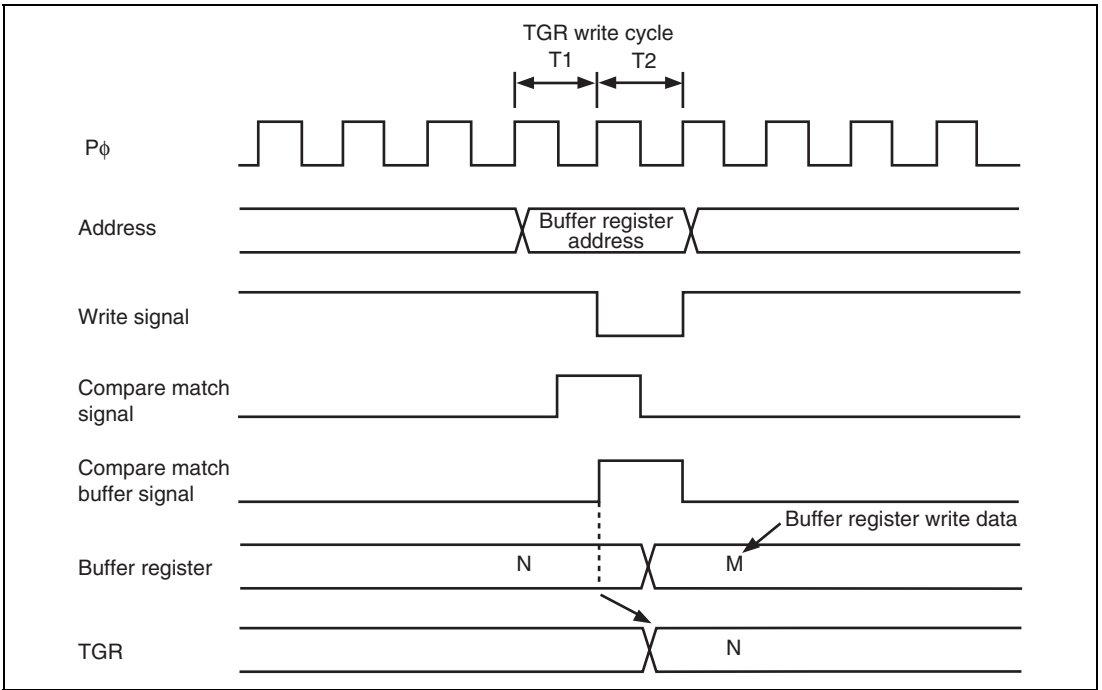 TGR write cycle
T1 T2
Pϕ
Address
Buffer register
address
Write signal
Compare match
signal
Compare match
buffer signal
Buffer register write data
Buffer register
N M
TGR
N